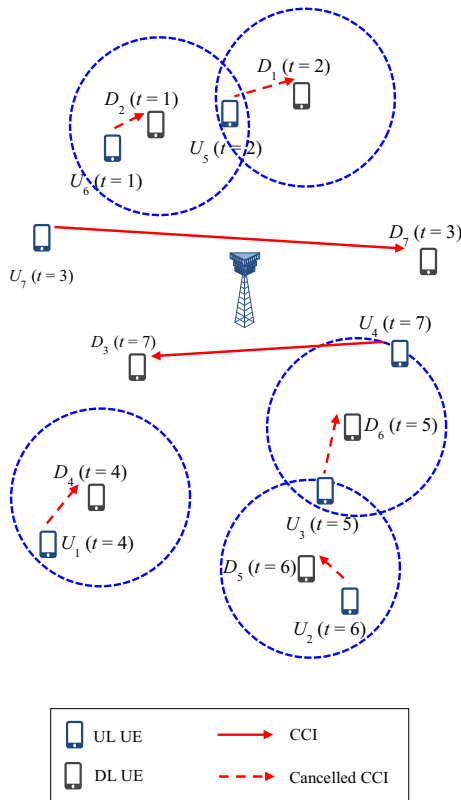 D₁ (t = 2)
D₂ (t = 1)
U₅ (t = 2)
U₆ (t = 1)
D₇ (t = 3)
U₇ (t = 3)
U₄ (t = 7)
D₃ (t = 7)
D₆ (t = 5)
D₄ (t = 4)
U₃ (t = 5)
U₁ (t = 4)
D₅ (t = 6)
U₂ (t = 6)
UL UE
CCI
DL UE
Cancelled CCI